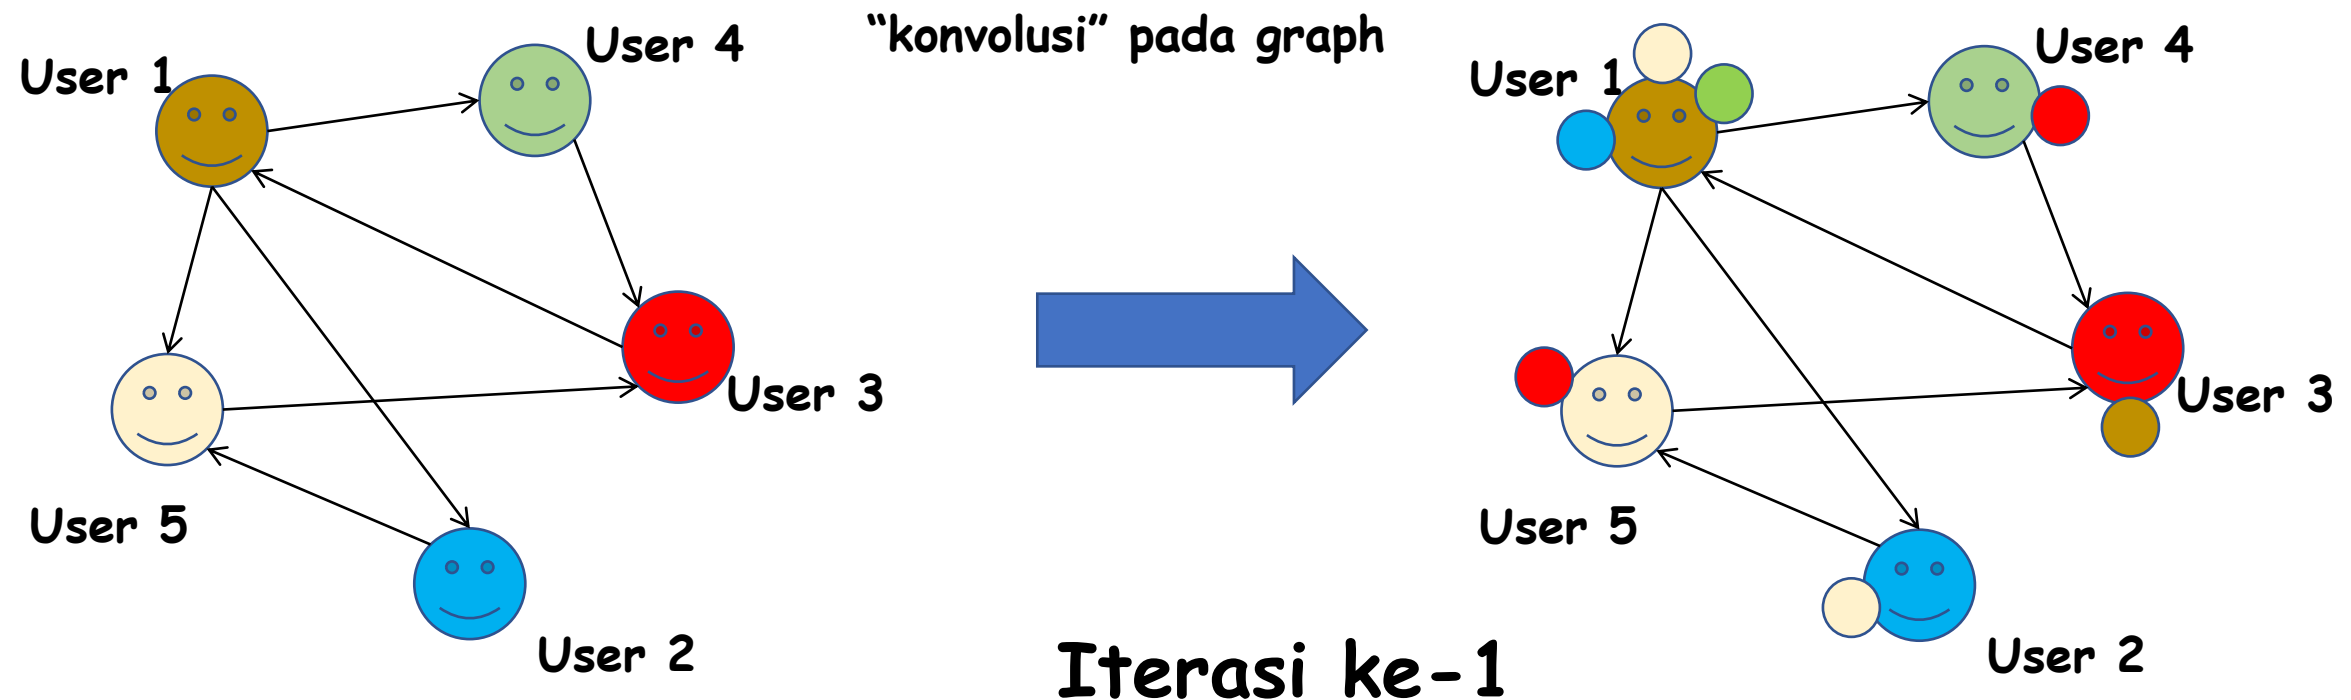 “konvolusi” pada graph
User 1
User 4
User 3
User 5
User 2
User 1
User 4
User 3
User 5
User 2
Iterasi ke-1